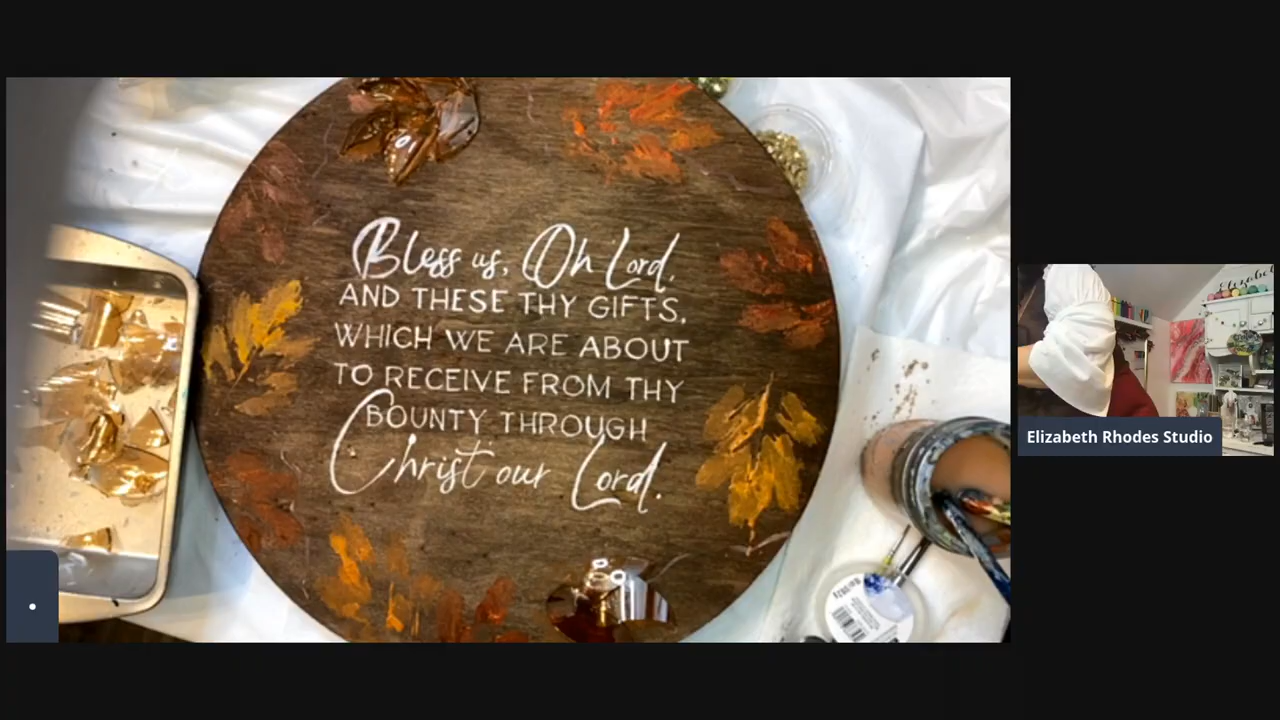 Bless us, Oh Lord,
AND THESE THY GIFTS,
WHICH WE ARE ABOUT
TO RECEIVE FROM THY
BOUNTY THROUGH
Christ our Lord.
Elizabeth Rhodes Studio
Elizabet